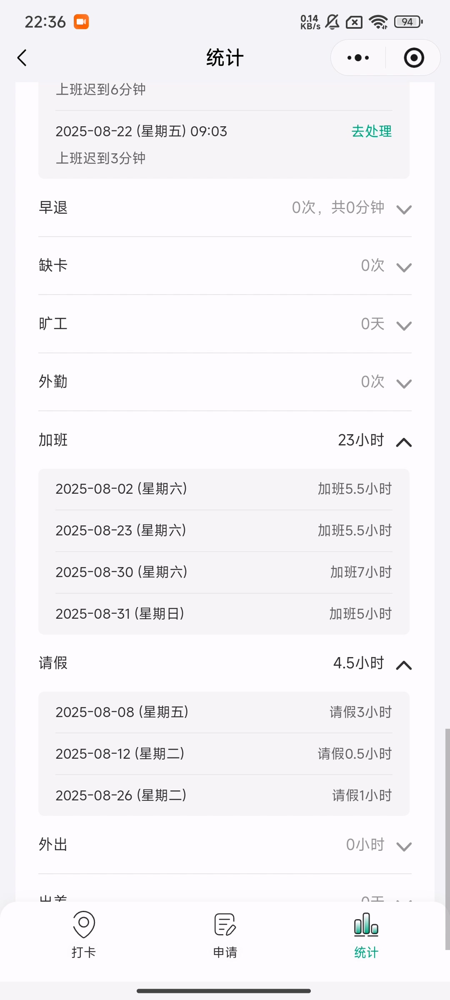 22:36
0.14
KB/s
94
统计
上班迟到6分钟
2025-08-22 (星期五) 09:03
去处理
上班迟到3分钟
早退
0次，共0分钟
缺卡
0次
旷工
0天
外勤
0次
加班
23小时
2025-08-02 (星期六)
加班5.5小时
2025-08-23 (星期六)
加班5.5小时
2025-08-30 (星期六)
加班7小时
2025-08-31 (星期日)
加班5小时
请假
4.5小时
2025-08-08 (星期五)
请假3小时
2025-08-12 (星期二)
请假0.5小时
2025-08-26 (星期二)
请假1小时
外出
0小时
出差
0天
打卡
申请
统计